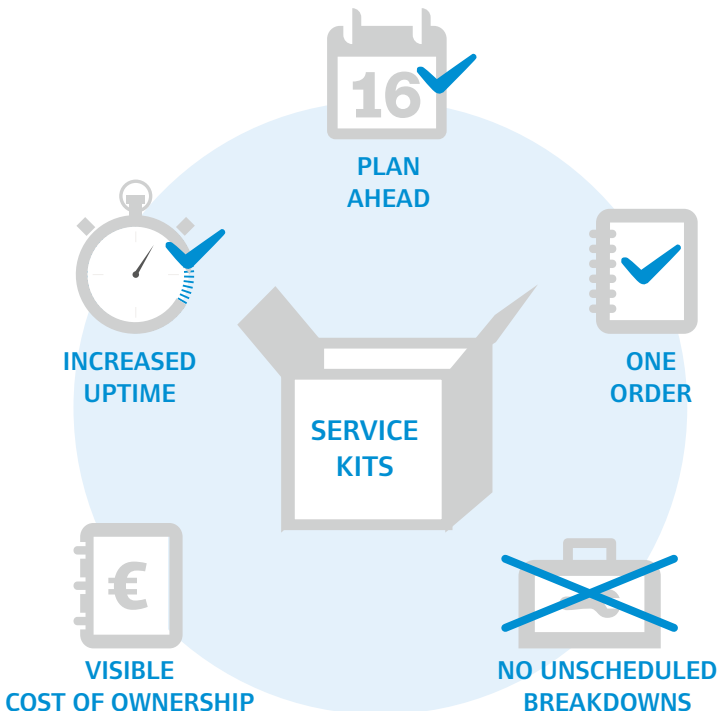 16
PLAN
AHEAD
INCREASED
UPTIME
ONE
ORDER
SERVICE
KITS
€
VISIBLE
COST OF OWNERSHIP
NO UNSCHEDULED
BREAKDOWNS